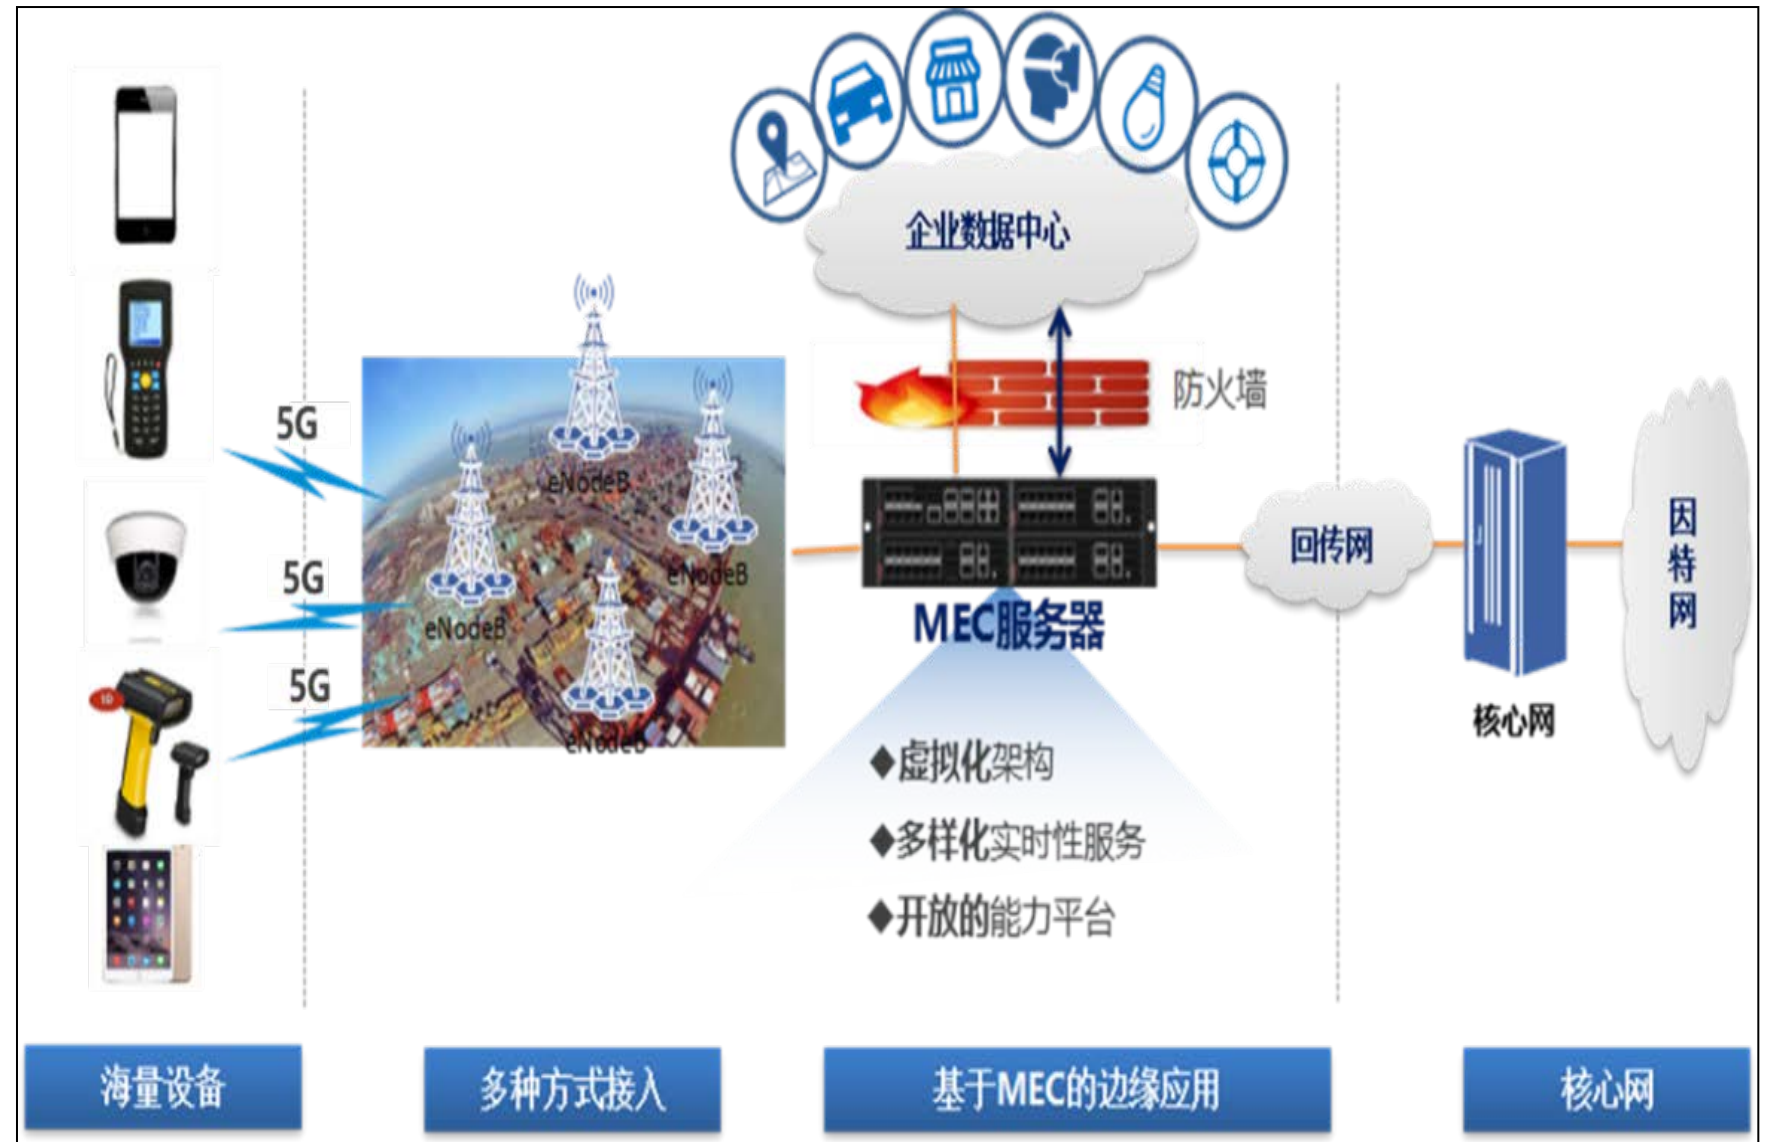 企业数据中心
防火墙
5G
5G
5G
eNodeB
eNodeB
eNodeB
eNodeB
MEC服务器
回传网
核心网
因特网
◆虚拟化架构
◆多样化实时性服务
◆开放的能力平台
海量设备
多种方式接入
基于MEC的边缘应用
核心网